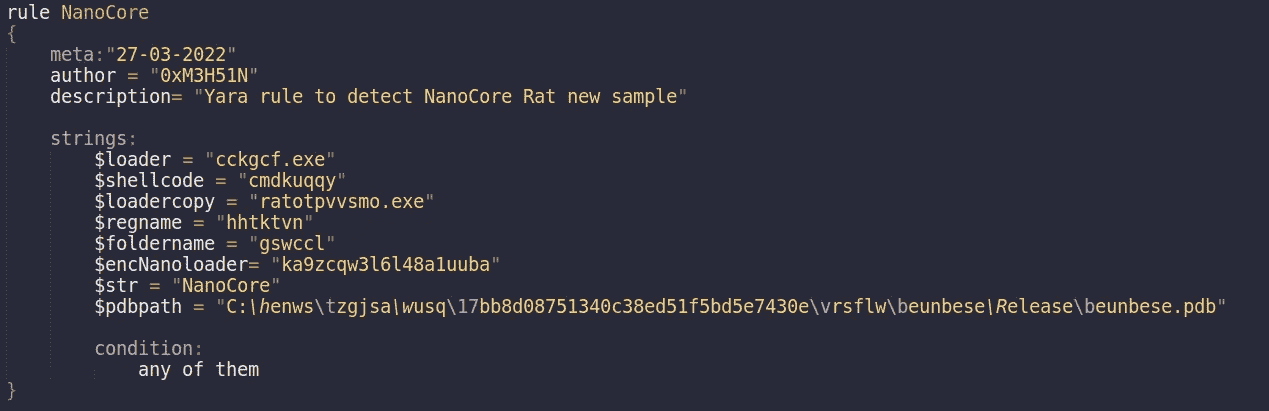 rule NanoCore
{
    meta:"27-03-2022"
    author = "0xM3H51N"
    description= "Yara rule to detect NanoCore Rat new sample"

    strings:
        $loader = "cckgcf.exe"
        $shellcode = "cmdkuqqy"
        $loadercopy = "ratotpvvsmo.exe"
        $regname = "hhtktvn"
        $foldername = "gswccl"
        $encNanoloader= "ka9zcqw3l6l48a1uuba"
        $str = "NanoCore"
        $pdbpath = "C:\henws\tzgjsa\wusq\17bb8d08751340c38ed51f5bd5e7430e\vrsflw\beunbese\Release\beunbese.pdb"

        condition:
            any of them
}